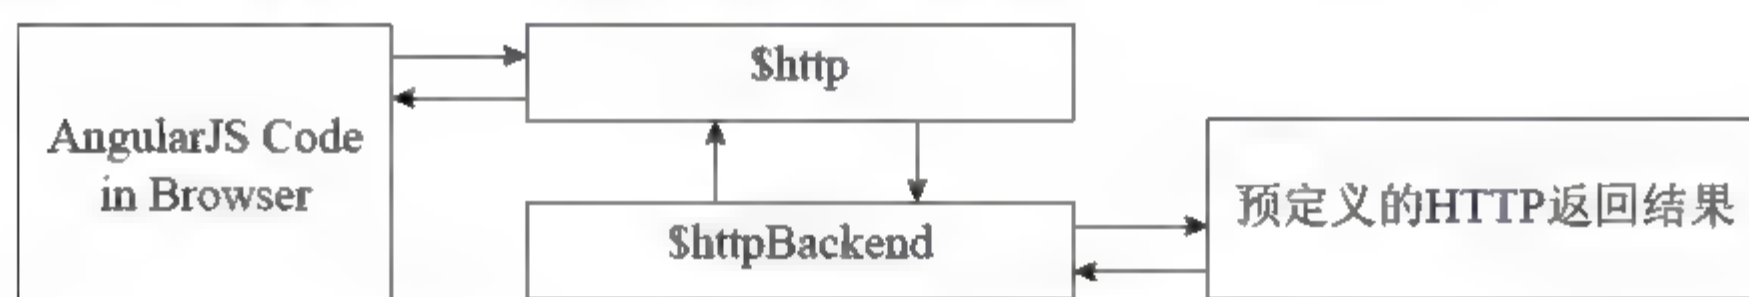 $http
AngularJS Code
in Browser
$httpBackend
预定义的HTTP返回结果